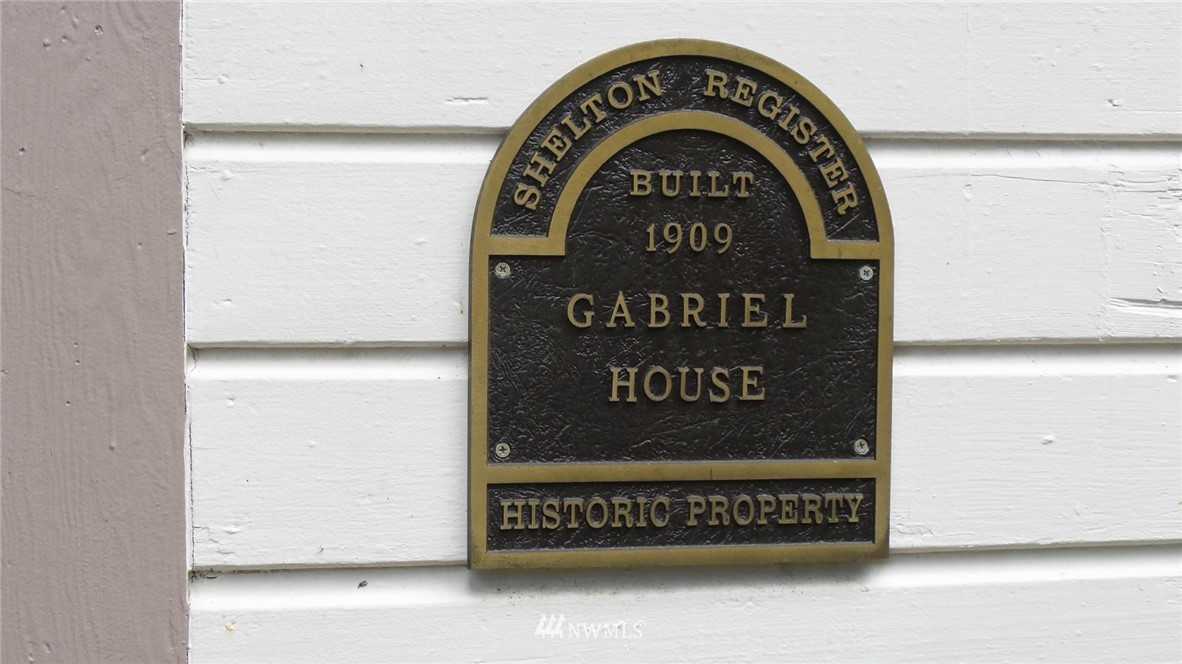 SHELTON REGISTER
BUILT
1909
GABRIEL
HOUSE
HISTORIC PROPERTY
NWMLS